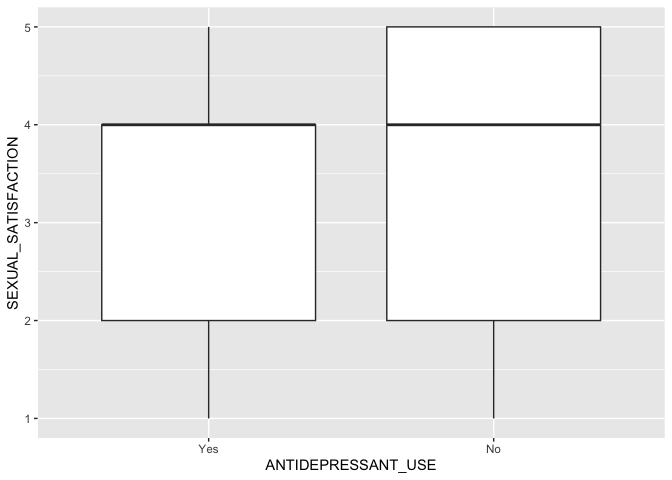 5
4
3
2
1
SEXUAL_SATISFACTION
Yes No
ANTIDEPRESSANT_USE